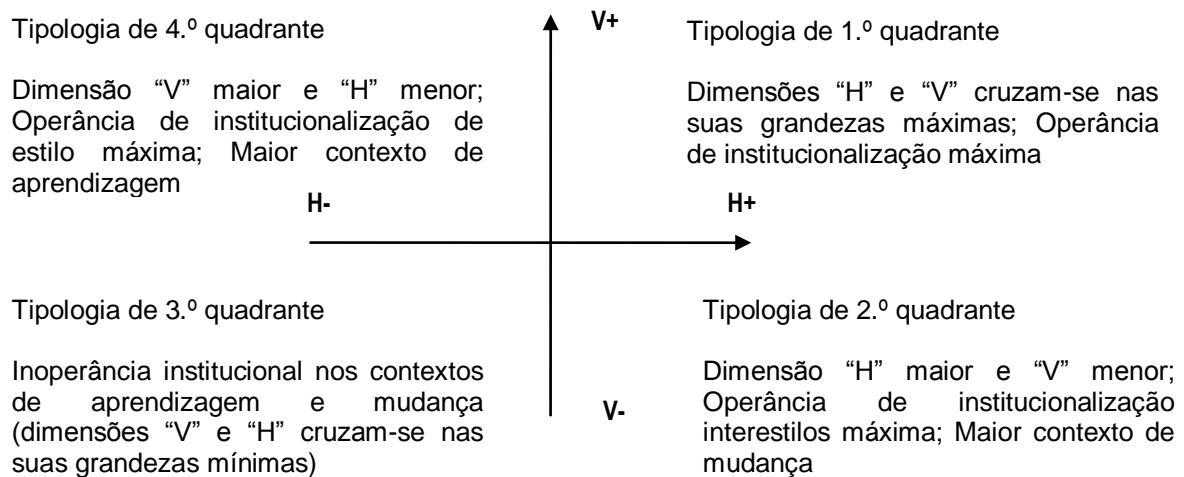 Tipologia de 4.º quadrante
Dimensão “V” maior e “H” menor;
Operância de institucionalização de
estilo máxima; Maior contexto de
aprendizagem
V+
Tipologia de 1.º quadrante
Dimensões “H” e “V” cruzam-se nas
suas grandezas máximas; Operância
de institucionalização máxima
H-
H+
Tipologia de 3.º quadrante
Inoperância institucional nos contextos
de aprendizagem e mudança
(dimensões “V” e “H” cruzam-se nas
suas grandezas mínimas)
V-
Tipologia de 2.º quadrante
Dimensão “H” maior e “V” menor;
Operância de institucionalização
interestilos máxima; Maior contexto de
mudança